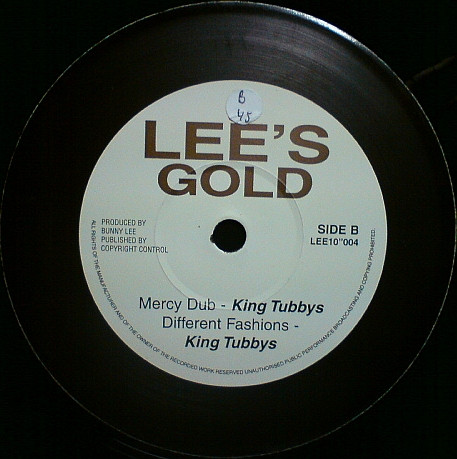 B
45
LEE'S
GOLD
PRODUCED BY
BUNNY LEE
PUBLISHED BY
COPYRIGHT CONTROL
SIDE B
LEE10"004
Mercy Dub - King Tubbys
Different Fashions -
King Tubbys
ALL RIGHTS OF THE MANUFACTURER AND OF THE OWNER OF THE RECORDED WORK RESERVED UNAUTHORISED PUBLIC PERFORMANCE BROADCASTING AND COPYING PROHIBITED.